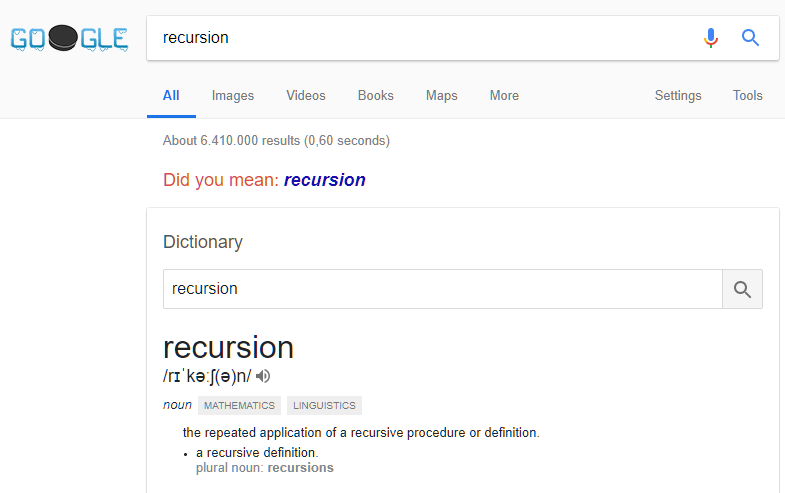 GOOGLE
recursion
All Images Videos Books Maps More Settings Tools
About 6.410.000 results (0,60 seconds)
Did you mean: recursion
Dictionary
recursion
recursion
/rɪˈkəːʃ(ə)n/
noun MATHEMATICS LINGUISTICS
the repeated application of a recursive procedure or definition.
• a recursive definition.
plural noun: recursions